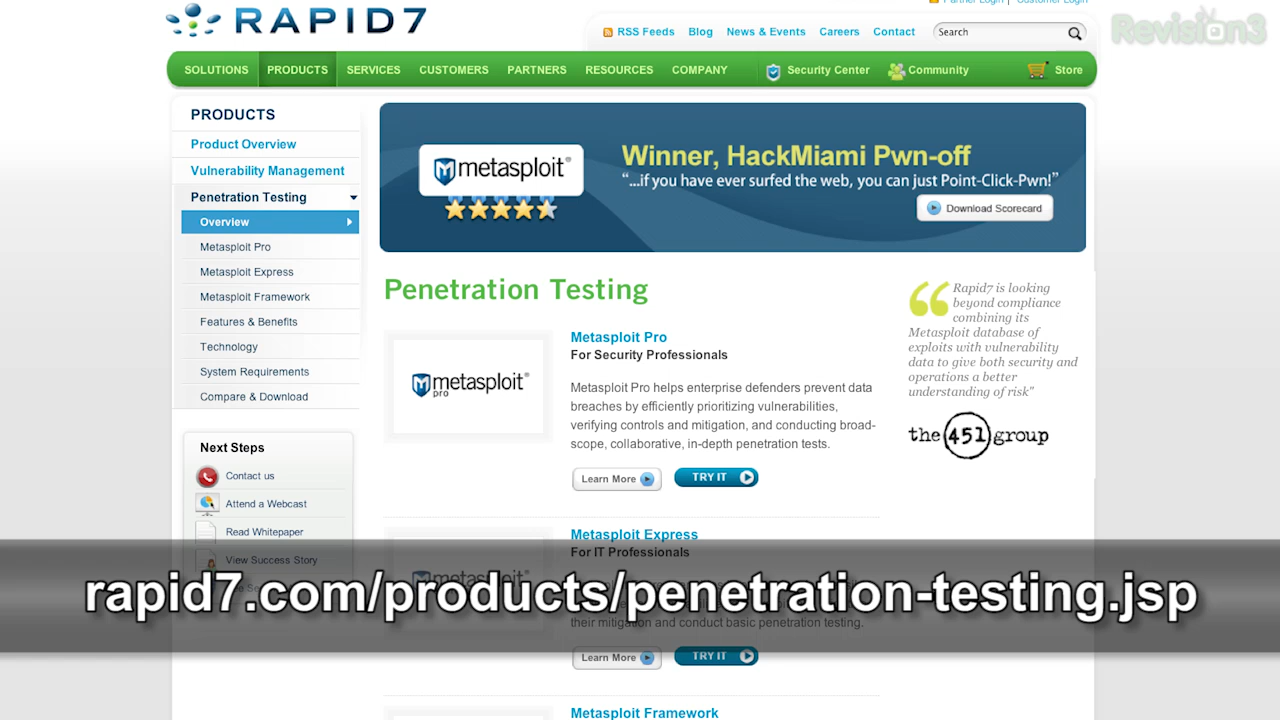 Partner Login | Customer Login
RAPID7
Revision3
RSS Feeds Blog News & Events Careers Contact Search
SOLUTIONS PRODUCTS SERVICES CUSTOMERS PARTNERS RESOURCES COMPANY Security Center Community Store
PRODUCTS
Product Overview
Vulnerability Management
Penetration Testing
Overview
Metasploit Pro
Metasploit Express
Metasploit Framework
Features & Benefits
Technology
System Requirements
Compare & Download
Next Steps
Contact us
Attend a Webcast
Read Whitepaper
View Success Story
metasploit®
Winner, HackMiami Pwn-off
“...if you have ever surfed the web, you can just Point-Click-Pwn!”
Download Scorecard
Penetration Testing
metasploit®
pro
Metasploit Pro
For Security Professionals
Metasploit Pro helps enterprise defenders prevent data
breaches by efficiently prioritizing vulnerabilities,
verifying controls and mitigation, and conducting broad-
scope, collaborative, in-depth penetration tests.
Learn More TRY IT
Metasploit Express
For IT Professionals
metasploit
their mitigation and conduct basic penetration testing.
Learn More TRY IT
Metasploit Framework
Rapid7 is looking
beyond compliance
combining its
Metasploit database of
exploits with vulnerability
data to give both security and
operations a better
understanding of risk"
the 451 group
rapid7.com/products/penetration-testing.jsp